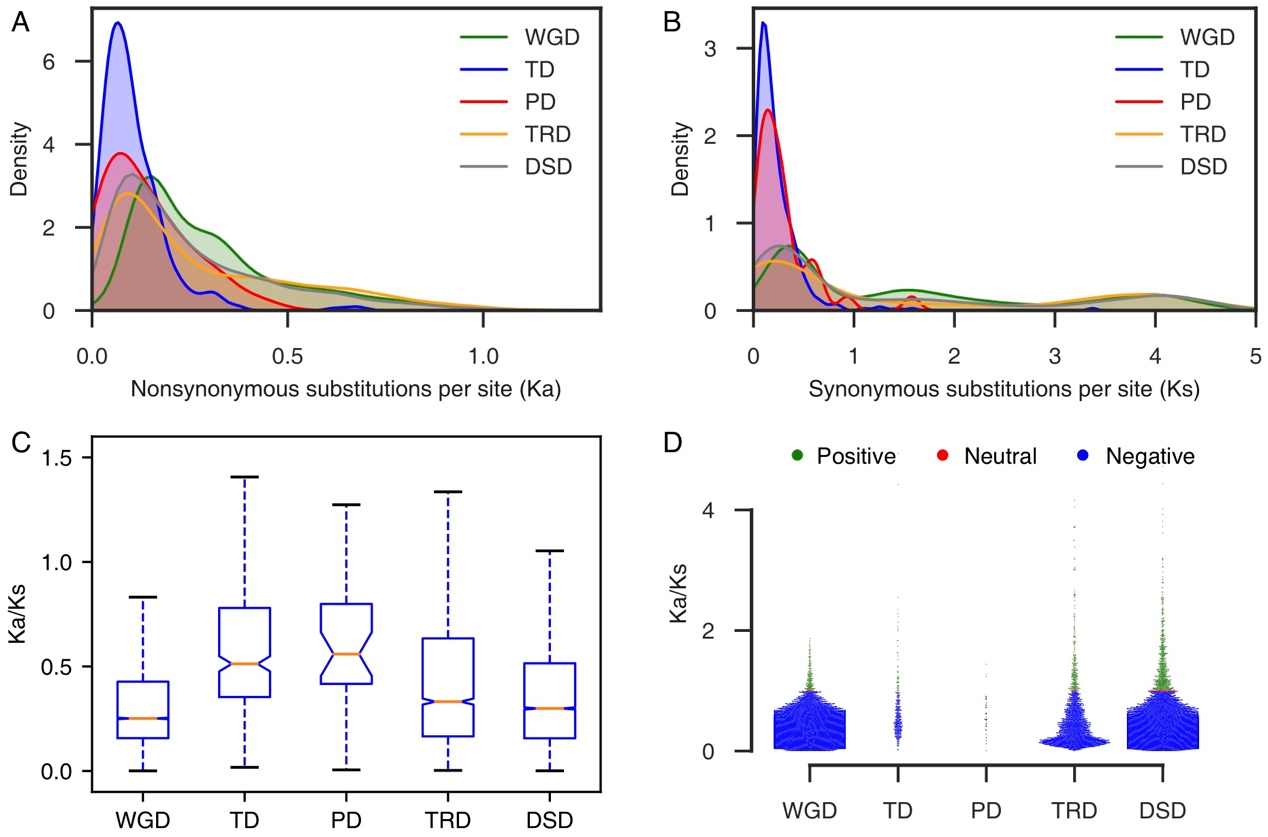 A
WGD
TD
PD
TRD
DSD
Density
6
4
2
0
0.0 0.5 1.0
Nonsynonymous substitutions per site (Ka)
B
WGD
TD
PD
TRD
DSD
Density
3
2
1
0
0 1 2 3 4 5
Synonymous substitutions per site (Ks)
C
Ka/Ks
1.5
1.0
0.5
0.0
WGD TD PD TRD DSD
D
Positive Neutral Negative
Ka/Ks
4
2
0
WGD TD PD TRD DSD